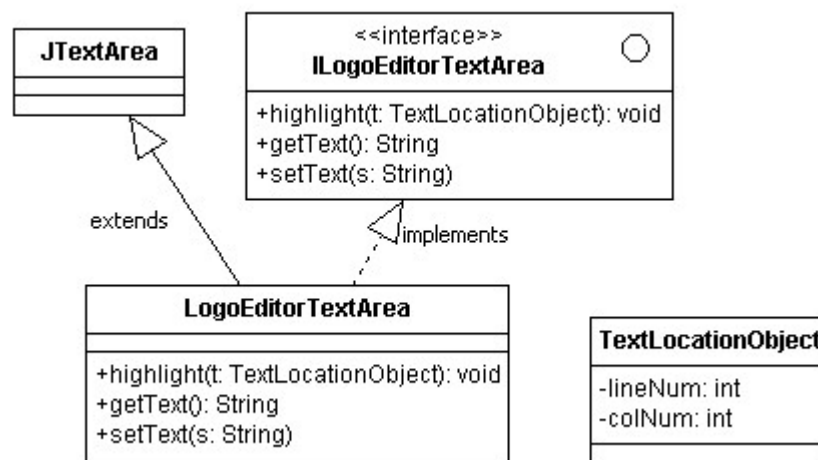 JTextArea
<<interface>>
ILogoEditorTextArea
+highlight(t: TextLocationObject): void
+getText(): String
+setText(s: String)
extends
implements
LogoEditorTextArea
+highlight(t: TextLocationObject): void
+getText(): String
+setText(s: String)
TextLocationObject
-lineNum: int
-colNum: int